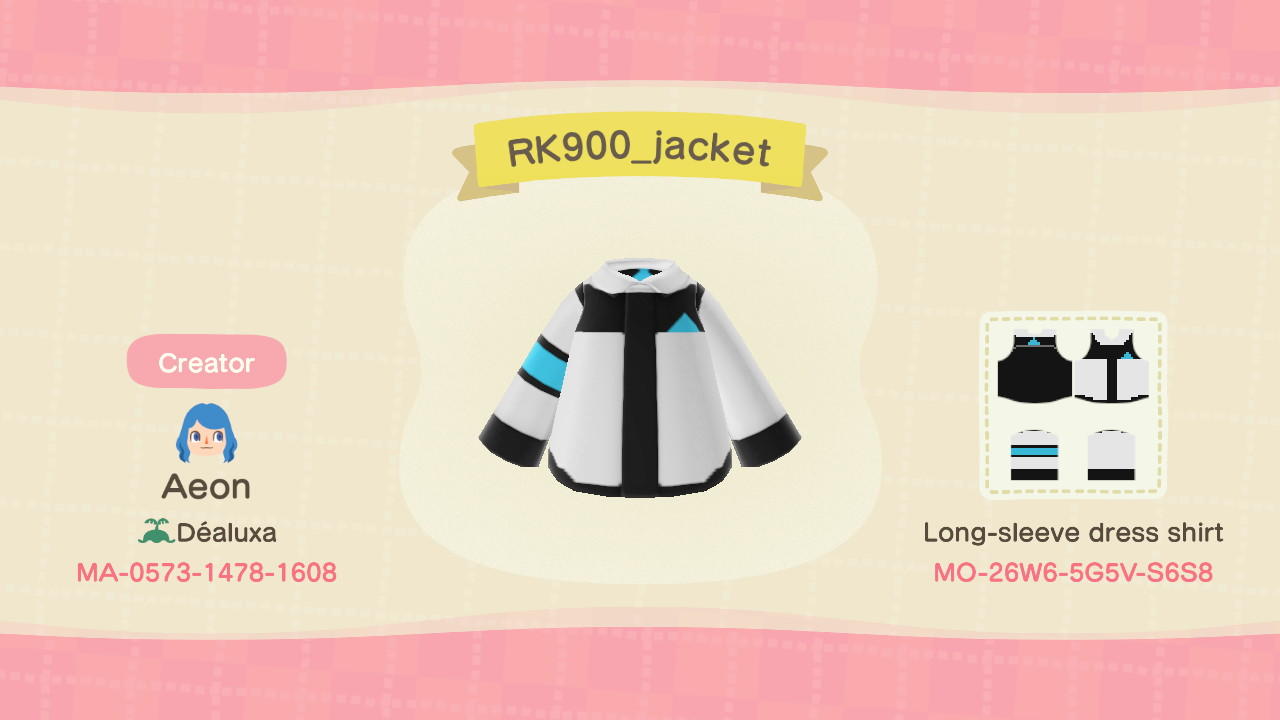 RK900_jacket
Creator
Aeon
Déaluxa
MA-0573-1478-1608
Long-sleeve dress shirt
MO-26W6-5G5V-S6S8